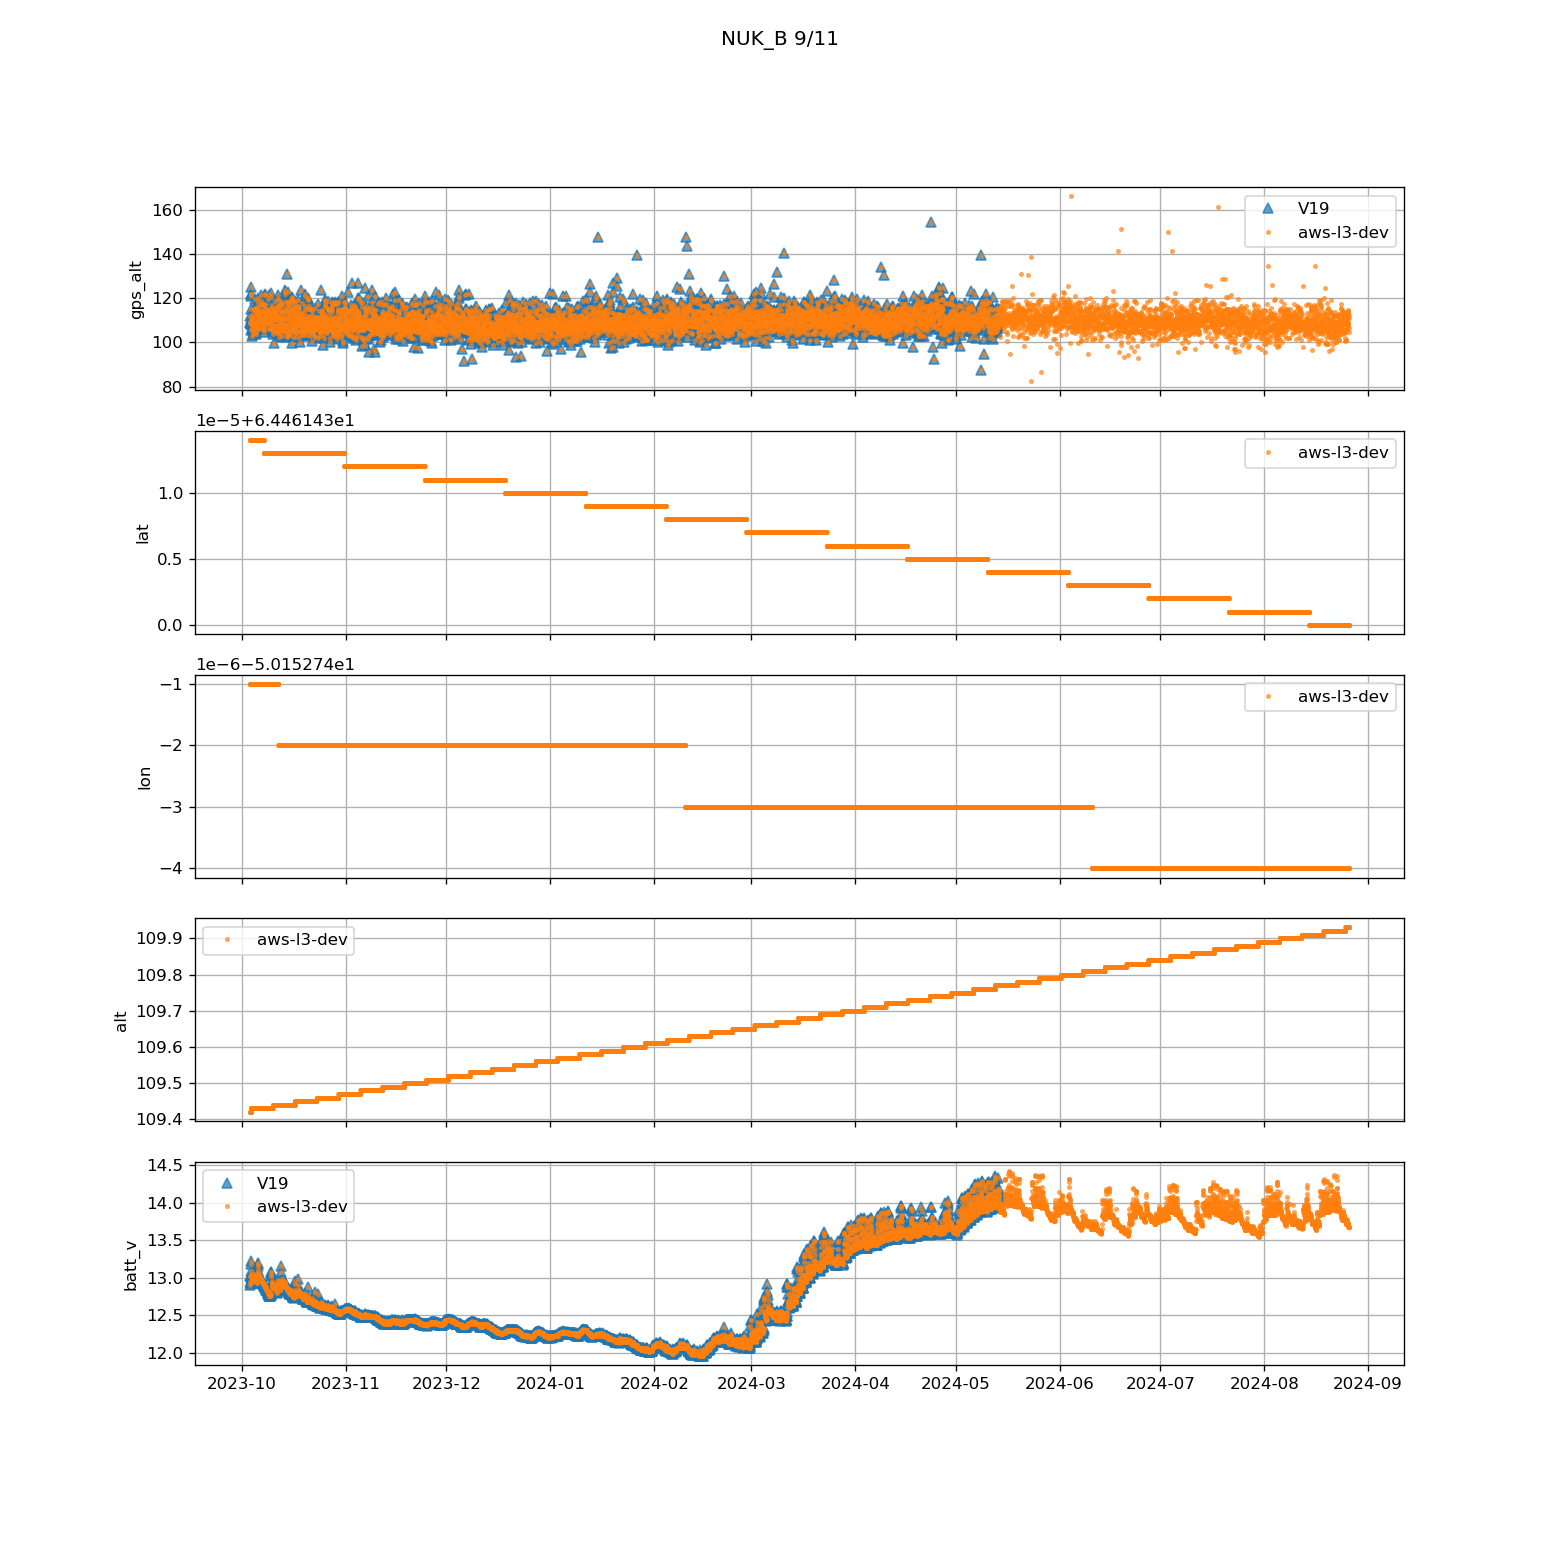 NUK_B 9/11
gps_alt
160
140
120
100
80
V19
aws-l3-dev
1e−5+6.446143e1
lat
1.0
0.5
0.0
aws-l3-dev
1e−6−5.015274e1
lon
−1
−2
−3
−4
aws-l3-dev
alt
109.9
109.8
109.7
109.6
109.5
109.4
aws-l3-dev
batt_v
14.5
14.0
13.5
13.0
12.5
12.0
V19
aws-l3-dev
2023-10 2023-11 2023-12 2024-01 2024-02 2024-03 2024-04 2024-05 2024-06 2024-07 2024-08 2024-09